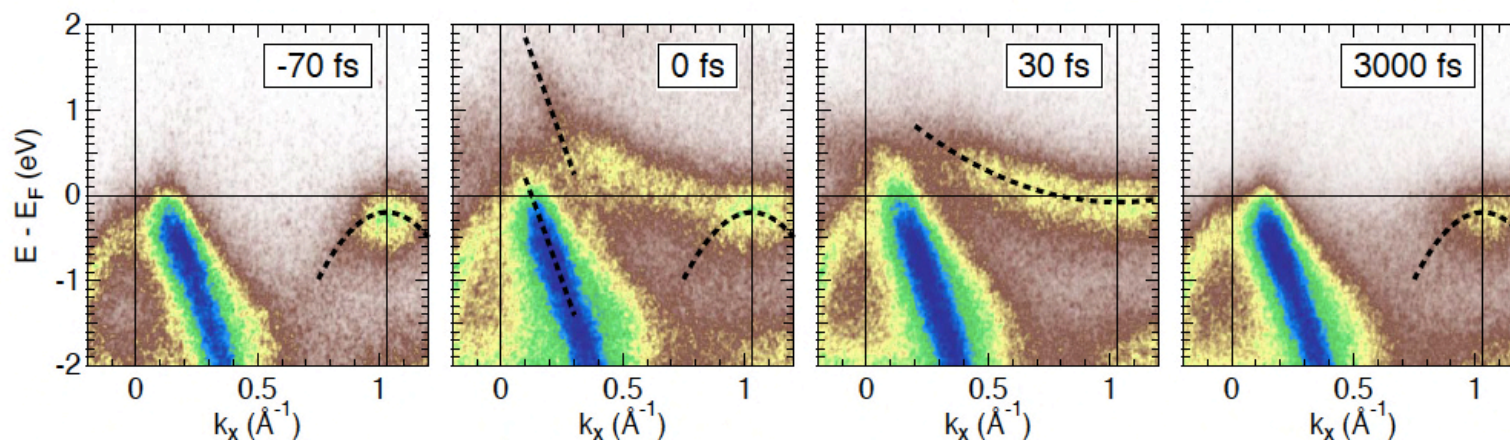 -70 fs
0 fs
30 fs
3000 fs
E - E_F (eV)
2
1
0
-1
-2
0 0.5 1
0 0.5 1
0 0.5 1
0 0.5 1
k_x (Å⁻¹)
k_x (Å⁻¹)
k_x (Å⁻¹)
k_x (Å⁻¹)